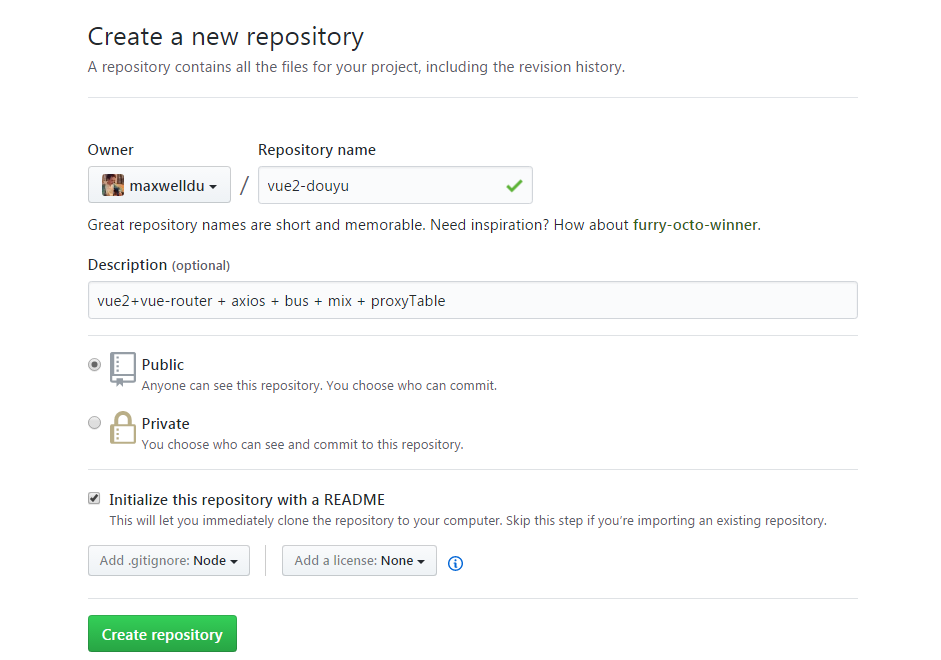 Create a new repository
A repository contains all the files for your project, including the revision history.
Owner
Repository name
maxwelldu
/
vue2-douyu
Great repository names are short and memorable. Need inspiration? How about furry-octo-winner.
Description (optional)
vue2+vue-router + axios + bus + mix + proxyTable
Public
Anyone can see this repository. You choose who can commit.
Private
You choose who can see and commit to this repository.
Initialize this repository with a README
This will let you immediately clone the repository to your computer. Skip this step if you’re importing an existing repository.
Add .gitignore: Node
Add a license: None
Create repository